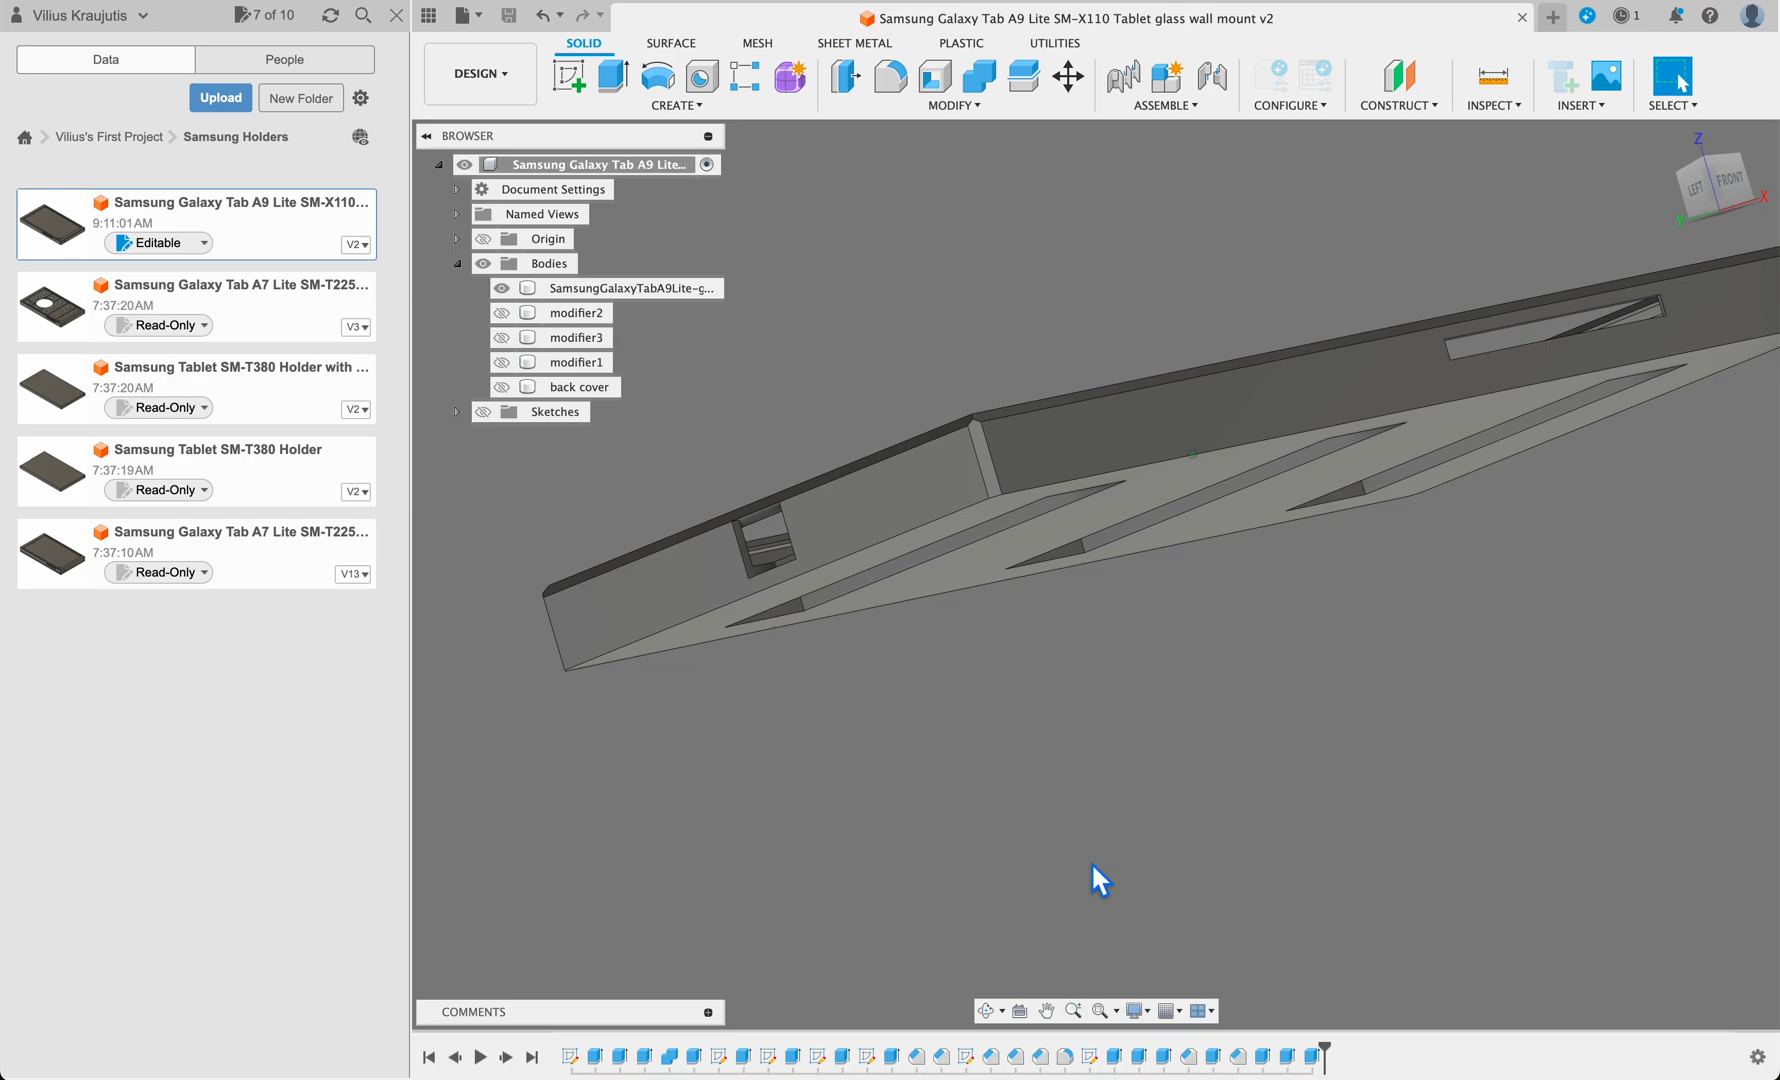 Vilius Kraujutis
7 of 10
Samsung Galaxy Tab A9 Lite SM-X110 Tablet glass wall mount v2
1
Data
People
Upload
New Folder
Vilius's First Project
Samsung Holders
Samsung Galaxy Tab A9 Lite SM-X110...
9:11:01 AM
Editable
V2
Samsung Galaxy Tab A7 Lite SM-T225...
7:37:20 AM
Read-Only
V3
Samsung Tablet SM-T380 Holder with ...
7:37:20 AM
Read-Only
V2
Samsung Tablet SM-T380 Holder
7:37:19 AM
Read-Only
V2
Samsung Galaxy Tab A7 Lite SM-T225...
7:37:10 AM
Read-Only
V13
DESIGN
SOLID
SURFACE
MESH
SHEET METAL
PLASTIC
UTILITIES
CREATE
MODIFY
ASSEMBLE
CONFIGURE
CONSTRUCT
INSPECT
INSERT
SELECT
BROWSER
Samsung Galaxy Tab A9 Lite...
Document Settings
Named Views
Origin
Bodies
SamsungGalaxyTabA9Lite-g...
modifier2
modifier3
modifier1
back cover
Sketches
Z
LEFT
FRONT
X
Y
COMMENTS